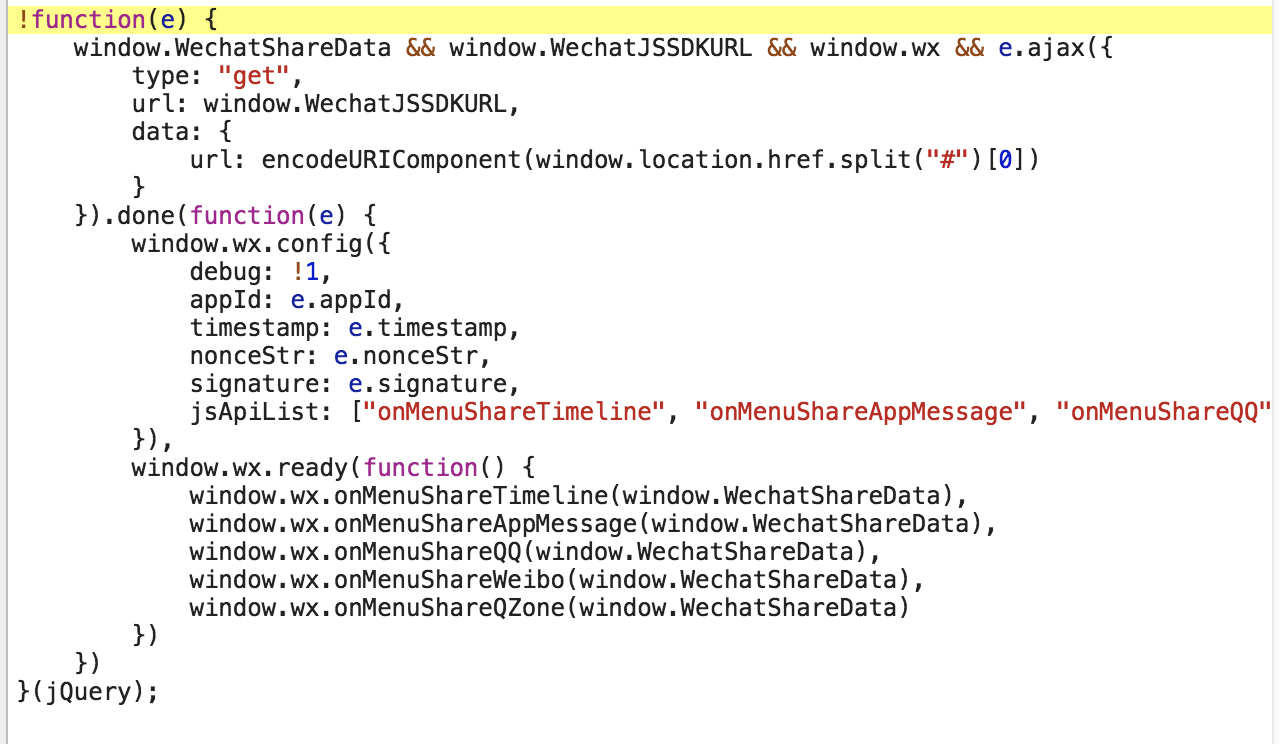 !function(e) {
    window.WechatShareData && window.WechatJSSDKURL && window.wx && e.ajax({
        type: "get",
        url: window.WechatJSSDKURL,
        data: {
            url: encodeURIComponent(window.location.href.split("#")[0])
        }
    }).done(function(e) {
        window.wx.config({
            debug: !1,
            appId: e.appId,
            timestamp: e.timestamp,
            nonceStr: e.nonceStr,
            signature: e.signature,
            jsApiList: ["onMenuShareTimeline", "onMenuShareAppMessage", "onMenuShareQQ"
        }),
        window.wx.ready(function() {
            window.wx.onMenuShareTimeline(window.WechatShareData),
            window.wx.onMenuShareAppMessage(window.WechatShareData),
            window.wx.onMenuShareQQ(window.WechatShareData),
            window.wx.onMenuShareWeibo(window.WechatShareData),
            window.wx.onMenuShareQZone(window.WechatShareData)
        })
    })
}(jQuery);